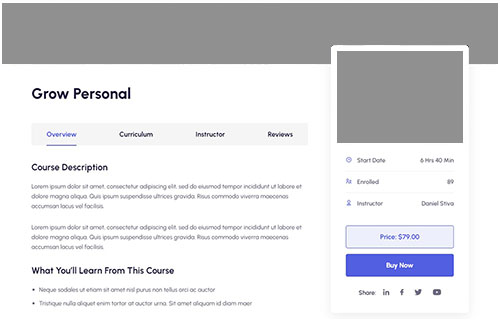 Grow Personal
Overview Curriculum Instructor Reviews
Course Description
Lorem ipsum dolor sit amet, consectetur adipiscing elit, sed do eiusmod tempor incididunt ut labore et
dolore magna aliqua. Quis ipsum suspendisse ultrices gravida. Risus commodo viverra maecenas
accumsan lacus vel facilisis.
Lorem ipsum dolor sit amet, consectetur adipiscing elit, sed do eiusmod tempor incididunt ut labore et
dolore magna aliqua. Quis ipsum suspendisse ultrices gravida. Risus commodo viverra maecenas
accumsan lacus vel facilisis.
What You'll Learn From This Course
• Neque sodales ut etiam sit amet nisl purus non tellus orci ac auctor
• Tristique nulla aliquet enim tortor at auctor urna. Sit amet aliquam id diam maer
Start Date 6 Hrs 40 Min
Enrolled 89
Instructor Daniel Stiva
Price: $79.00
Buy Now
Share: